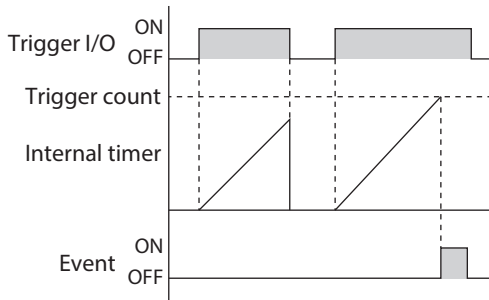 ON
Trigger I/O
OFF
Trigger count
Internal timer
ON
Event
OFF